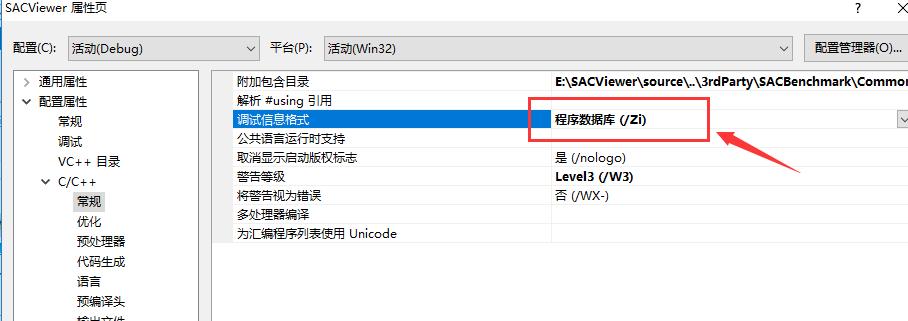 SACViewer 属性页
配置(C): 活动(Debug) 平台(P): 活动(Win32) 配置管理器(O)...
通用属性
配置属性
常规
调试
VC++ 目录
C/C++
常规
优化
预处理器
代码生成
语言
预编译头
输出文件
附加包含目录 E:\SACViewer\source\..\3rdParty\SACBenchmark\Common
解析 #using 引用
调试信息格式 程序数据库 (/Zi)
公共语言运行时支持
取消显示启动版权标志 是 (/nologo)
警告等级 Level3 (/W3)
将警告视为错误 否 (/WX-)
多处理器编译
为汇编程序列表使用 Unicode